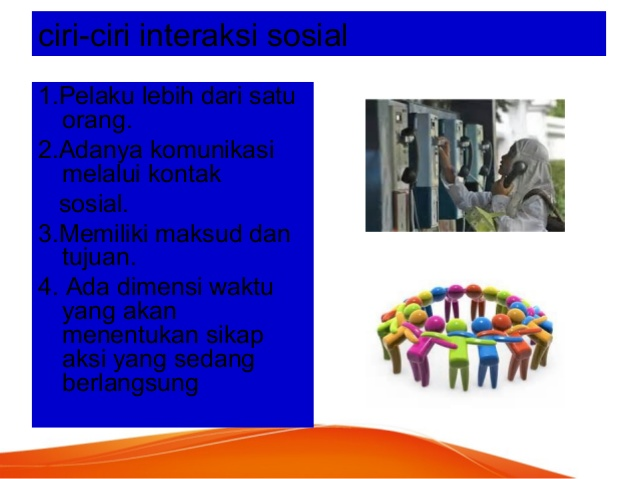 ciri-ciri interaksi sosial
1.Pelaku lebih dari satu
orang.
2.Adanya komunikasi
melalui kontak
sosial.
3.Memiliki maksud dan
tujuan.
4. Ada dimensi waktu
yang akan
menentukan sikap
aksi yang sedang
berlangsung